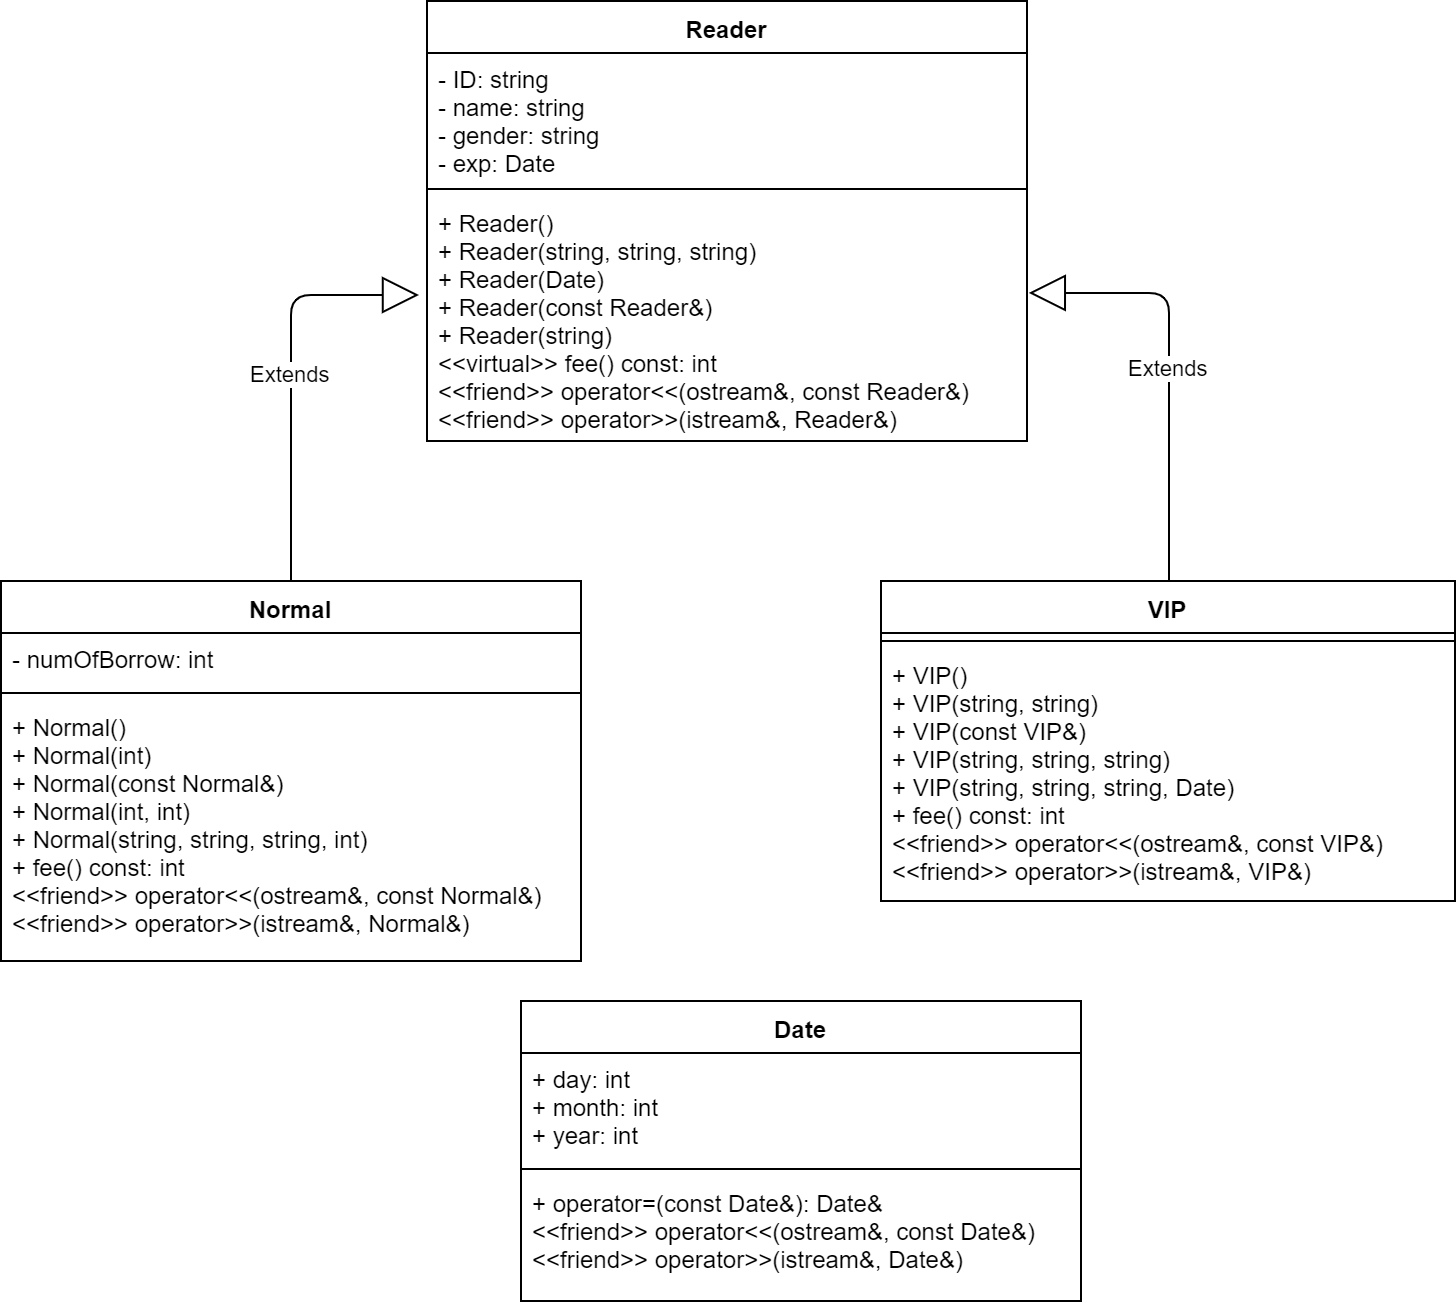 Reader
- ID: string
- name: string
- gender: string
- exp: Date
+ Reader()
+ Reader(string, string, string)
+ Reader(Date)
+ Reader(const Reader&)
+ Reader(string)
<<virtual>> fee() const: int
<<friend>> operator<<(ostream&, const Reader&)
<<friend>> operator>>(istream&, Reader&)
Extends
Extends
Normal
- numOfBorrow: int
+ Normal()
+ Normal(int)
+ Normal(const Normal&)
+ Normal(int, int)
+ Normal(string, string, string, int)
+ fee() const: int
<<friend>> operator<<(ostream&, const Normal&)
<<friend>> operator>>(istream&, Normal&)
VIP
+ VIP()
+ VIP(string, string)
+ VIP(const VIP&)
+ VIP(string, string, string)
+ VIP(string, string, string, Date)
+ fee() const: int
<<friend>> operator<<(ostream&, const VIP&)
<<friend>> operator>>(istream&, VIP&)
Date
+ day: int
+ month: int
+ year: int
+ operator=(const Date&): Date&
<<friend>> operator<<(ostream&, const Date&)
<<friend>> operator>>(istream&, Date&)